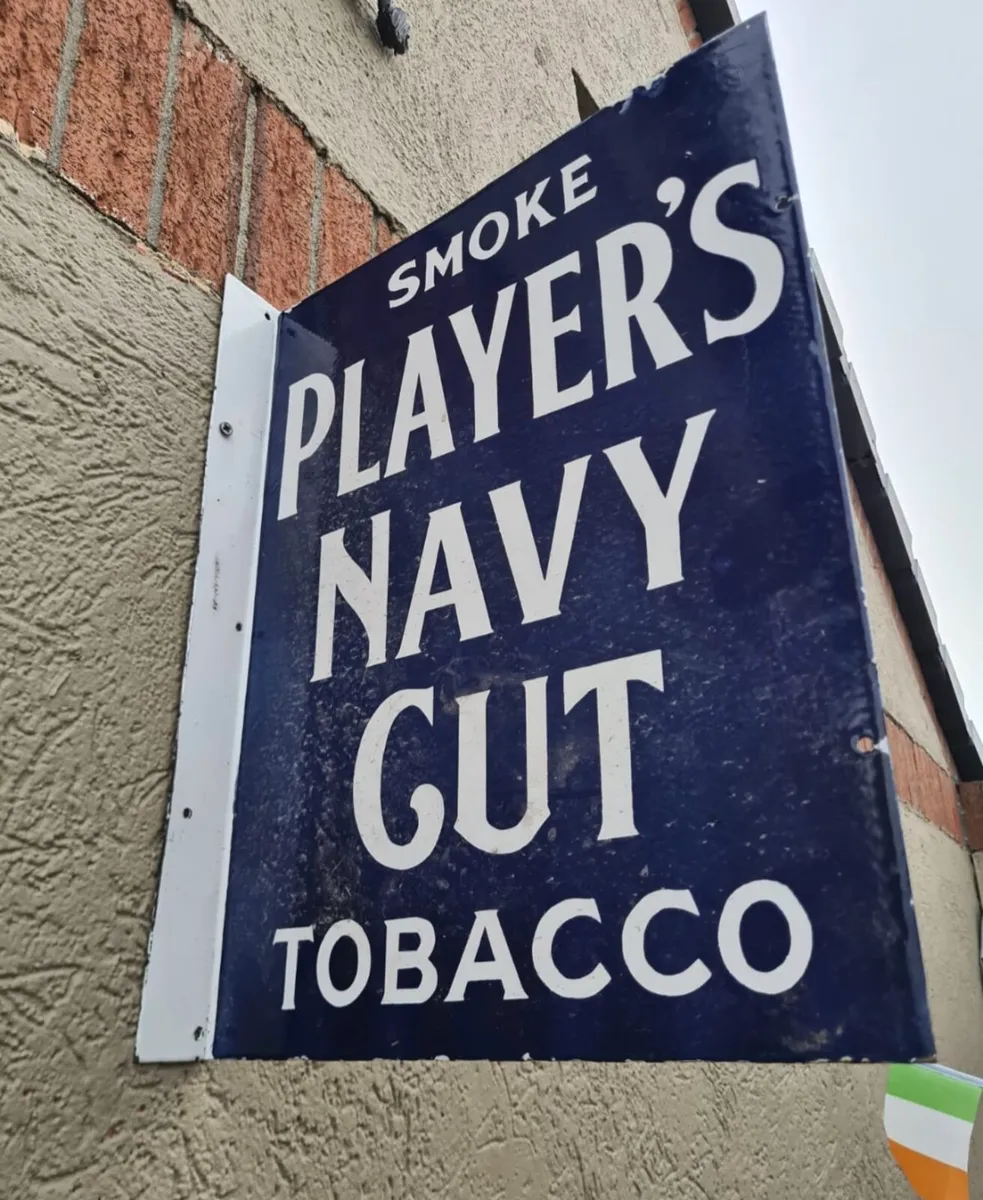 SMOKE
PLAYER'S
NAVY
CUT
TOBACCO